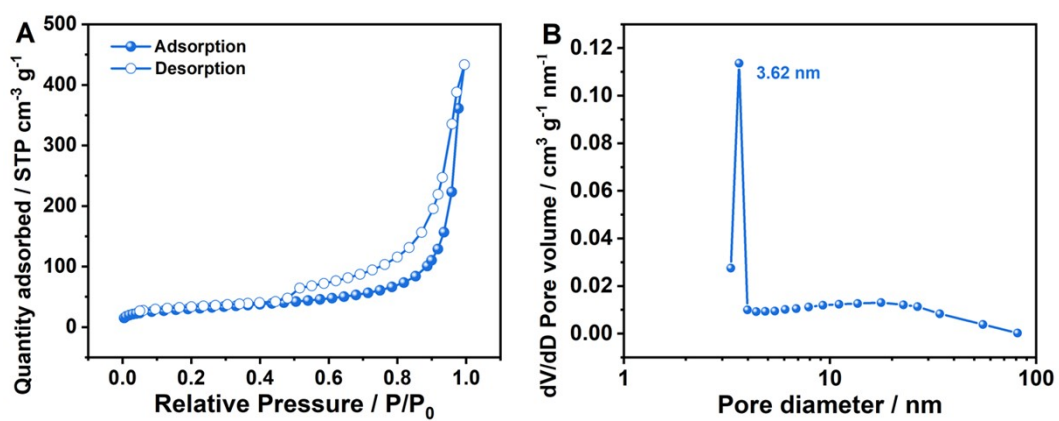 A
Adsorption
Desorption
500
400
300
200
100
0
0.0 0.2 0.4 0.6 0.8 1.0
Relative Pressure / P/P₀
Quantity adsorbed / STP cm⁻³ g⁻¹
B
3.62 nm
0.12
0.10
0.08
0.06
0.04
0.02
0.00
1 10 100
Pore diameter / nm
dV/dD Pore volume / cm³ g⁻¹ nm⁻¹